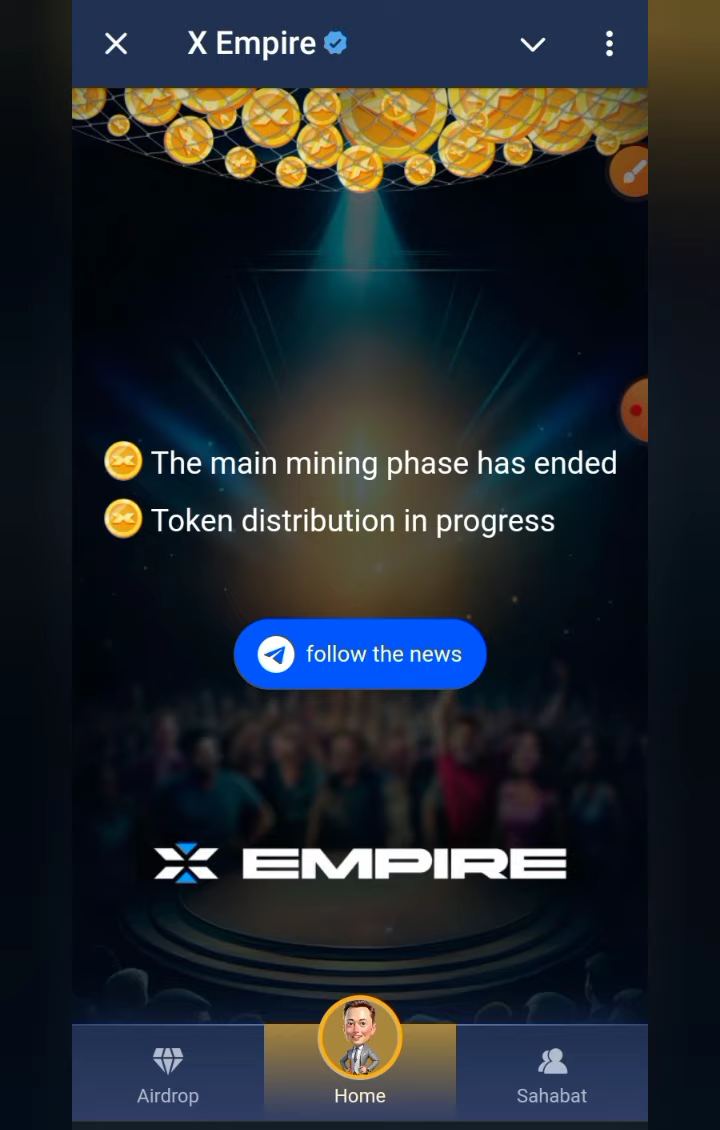 X Empire
The main mining phase has ended
Token distribution in progress
follow the news
EMPIRE
Airdrop
Home
Sahabat